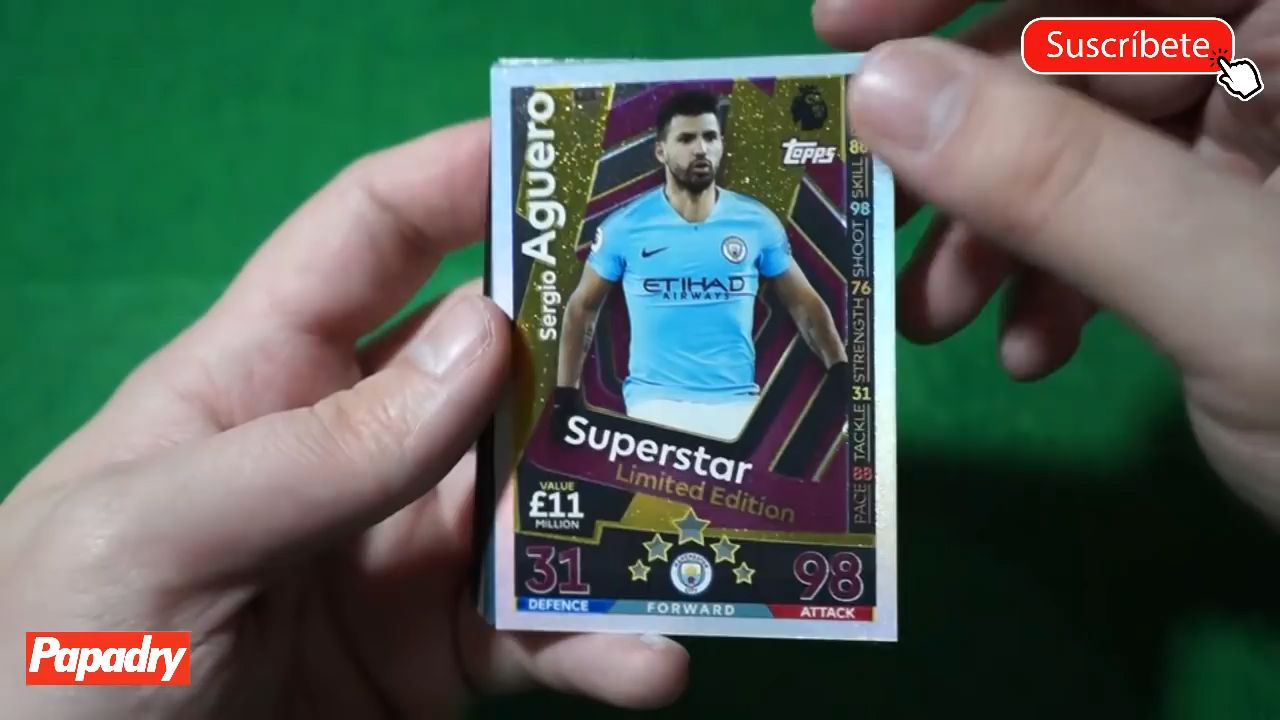 Suscríbete
Sergio Aguero
Topps
PACE 88 TACKLE 31 STRENGTH 76 SHOOT 98 SKILL 88
ETIHAD
AIRWAYS
Superstar
Limited Edition
VALUE
£11
MILLION
31
DEFENCE
FORWARD
98
ATTACK
Papadry